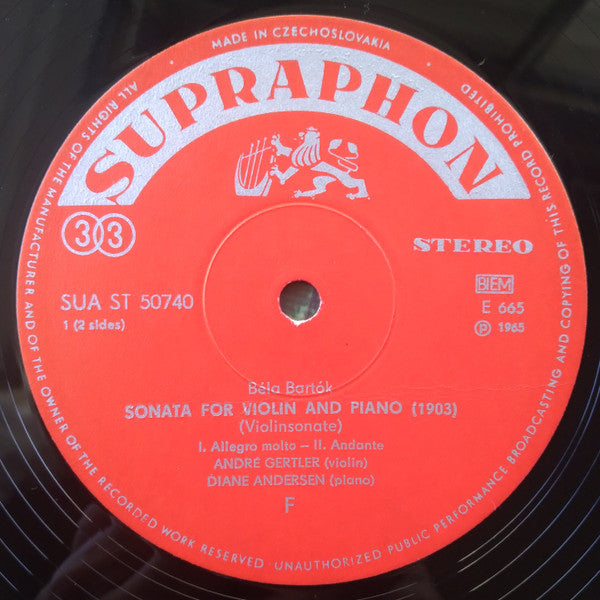 MADE IN CZECHOSLOVAKIA
ALL RIGHTS OF THE MANUFACTURER AND OF THE OWNER OF THE RECORDED WORK RESERVED · UNAUTHORIZED PUBLIC PERFORMANCE BROADCASTING AND COPYING OF THIS RECORD PROHIBITED
SUPRAPHON
33
STEREO
SUA ST 50740
1 (2 sides)
BIEM
E 665
Ⓟ 1965
Béla Bartók
SONATA FOR VIOLIN AND PIANO (1903)
(Violinsonate)
I. Allegro molto – II. Andante
ANDRÉ GERTLER (violin)
DIANE ANDERSEN (piano)
F